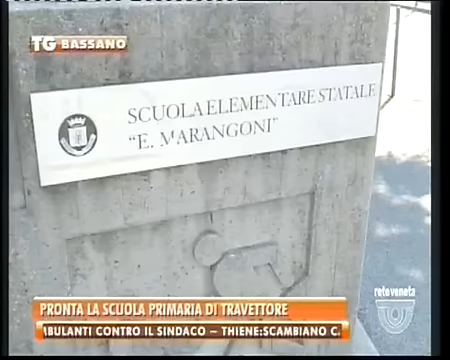 TG BASSANO
SCUOLA ELEMENTARE STATALE
"E. MARANGONI"
reteveneta
PRONTA LA SCUOLA PRIMARIA DI TRAVETTORE
IBULANTI CONTRO IL SINDACO – THIENE:SCAMBIANO C.